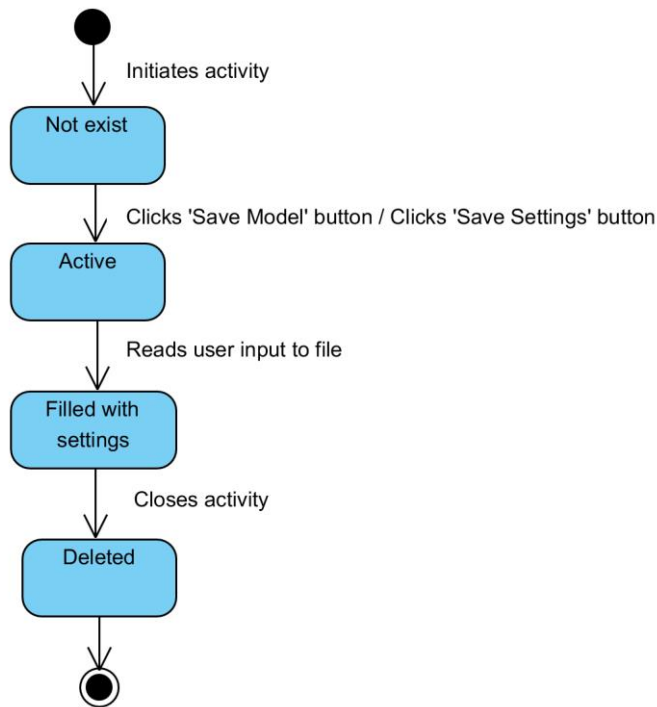 Initiates activity
Not exist
Clicks 'Save Model' button / Clicks 'Save Settings' button
Active
Reads user input to file
Filled with
settings
Closes activity
Deleted